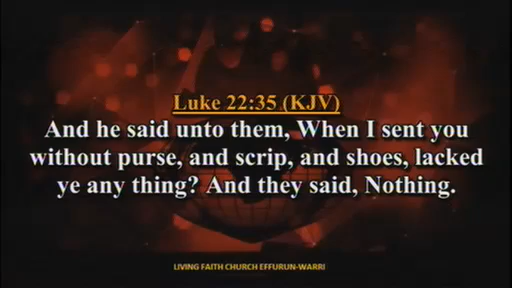 Luke 22:35 (KJV)
And he said unto them, When I sent you
without purse, and scrip, and shoes, lacked
ye any thing? And they said, Nothing.
LIVING FAITH CHURCH EFFURUN-WARRI